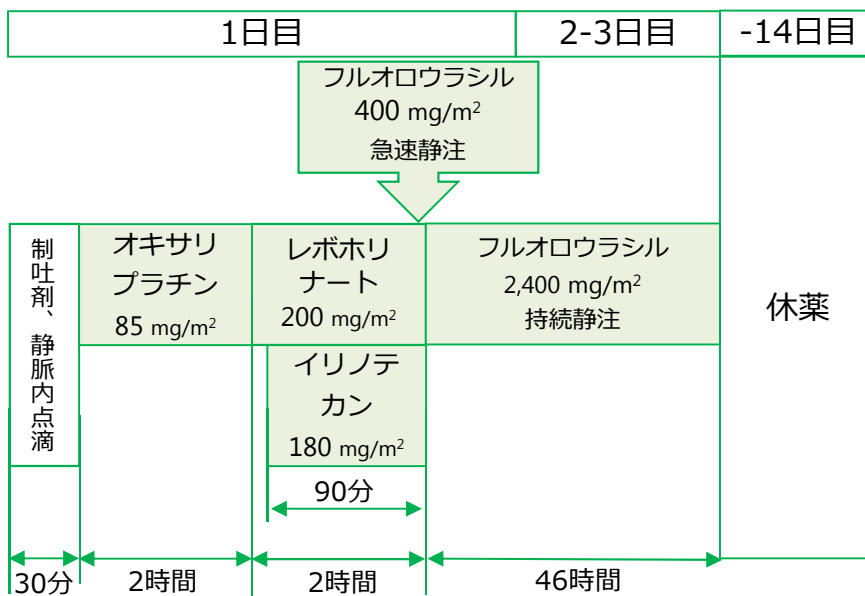 1日目
2-3日目
-14日目
フルオロウラシル
400 mg/m²
急速静注
制吐剤、静脈内点滴
オキサリ
プラチン
85 mg/m²
レボホリ
ナート
200 mg/m²
フルオロウラシル
2,400 mg/m²
持続静注
休薬
イリノテ
カン
180 mg/m²
90分
30分
2時間
2時間
46時間